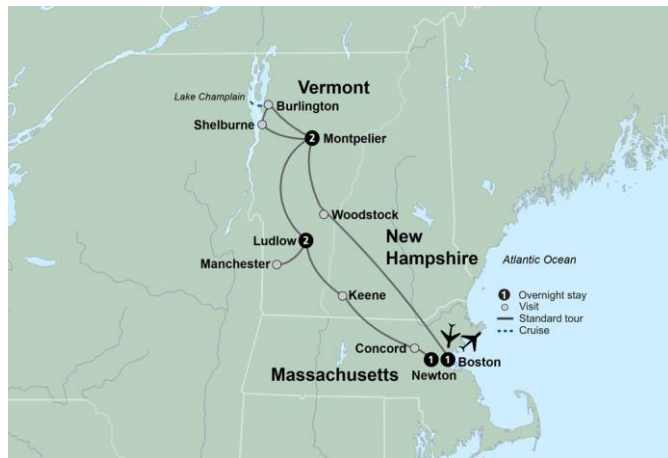 Vermont
Lake Champlain
Burlington
Shelburne
2 Montpelier
Woodstock
Ludlow 2
New
Hampshire
Manchester
Atlantic Ocean
Keene
1 Overnight stay
Visit
Standard tour
Cruise
Concord
1 1 Boston
Newton
Massachusetts